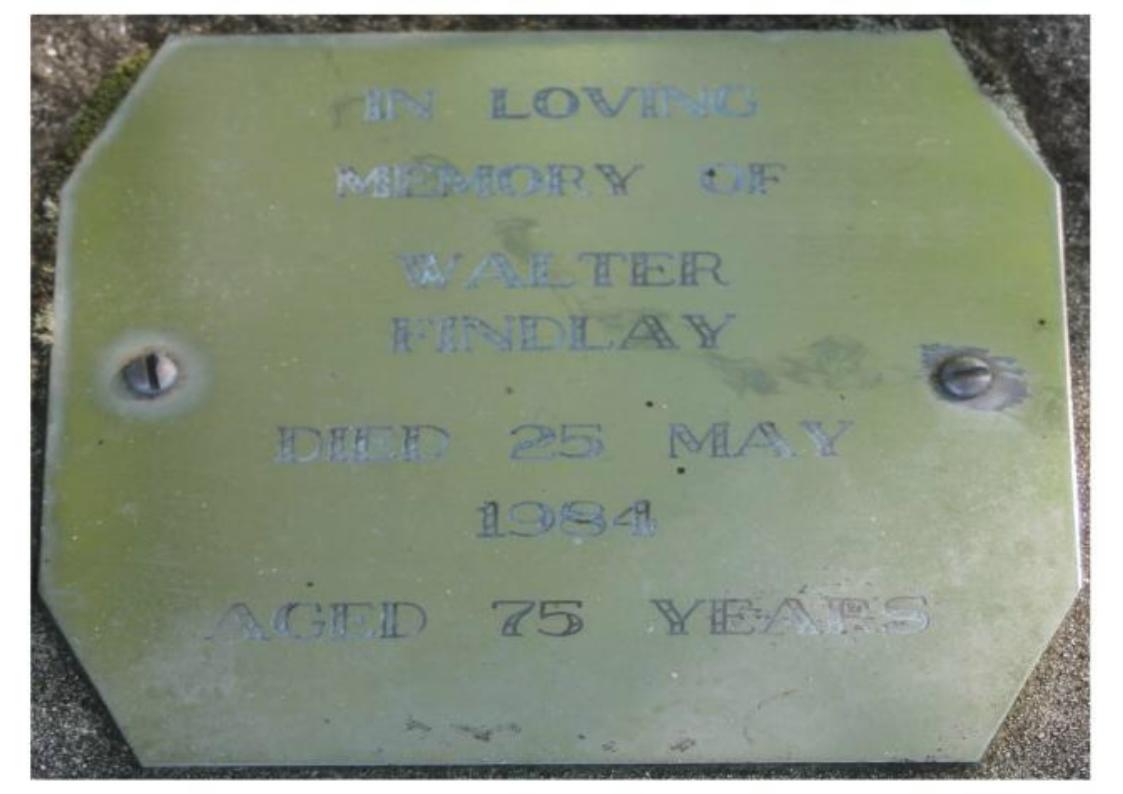 IN LOVING
MEMORY OF
WALTER
FINDLAY
DIED 25 MAY
1984
AGED 75 YEARS